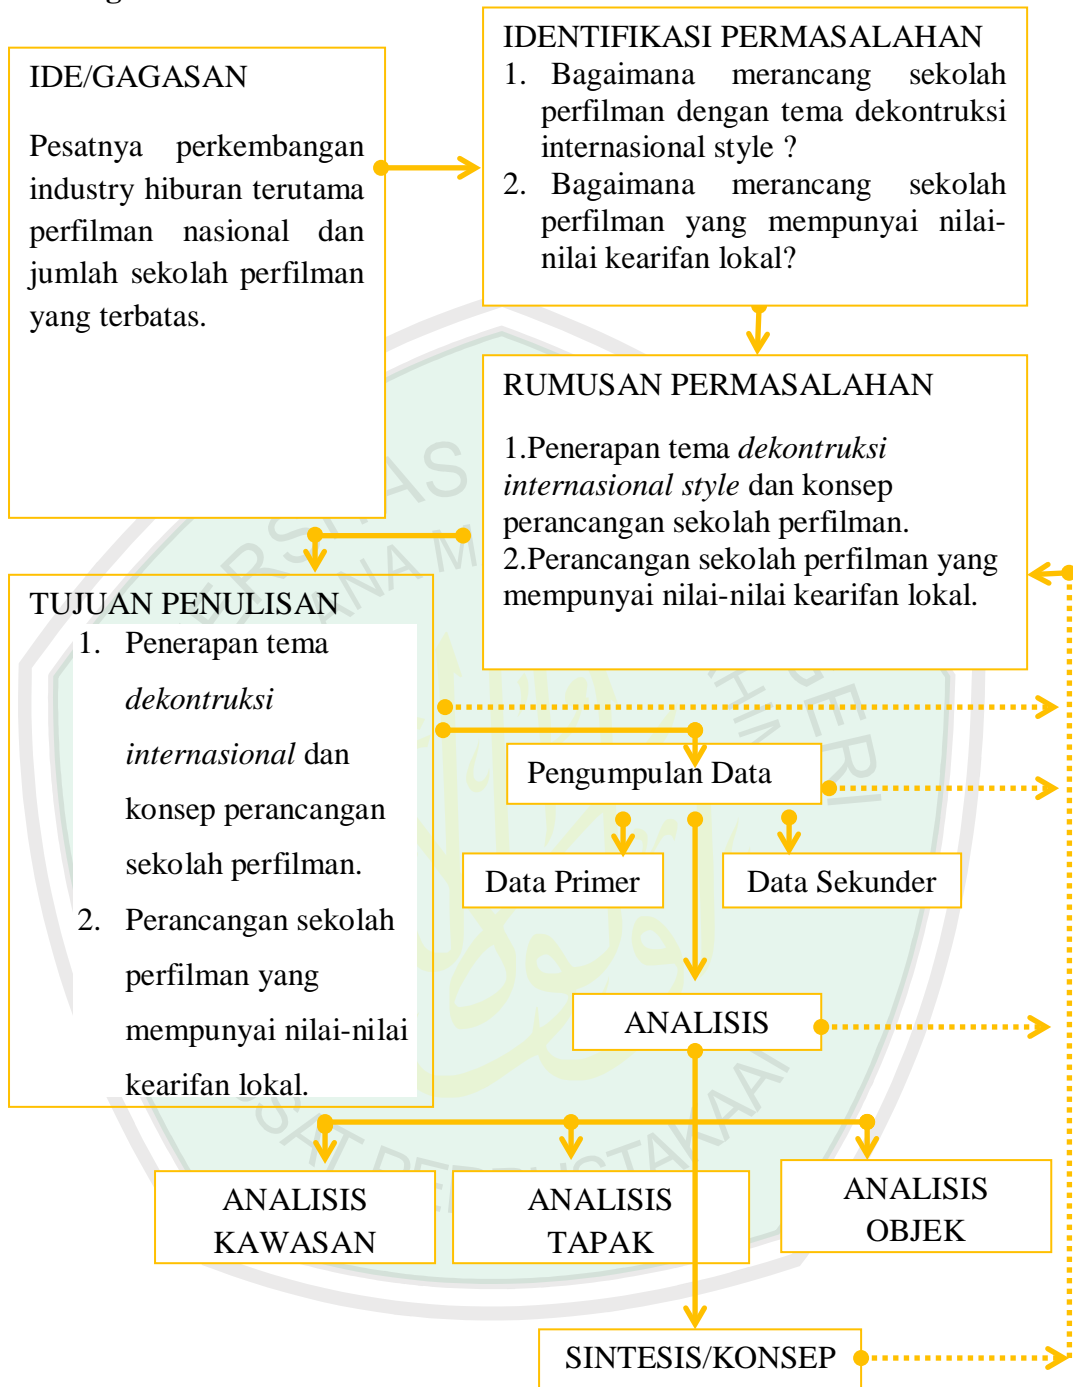 IDE/GAGASAN
Pesatnya perkembangan
industry hiburan terutama
perfilman nasional dan
jumlah sekolah perfilman
yang terbatas.
IDENTIFIKASI PERMASALAHAN
1. Bagaimana merancang sekolah
perfilman dengan tema dekontruksi
internasional style ?
2. Bagaimana merancang sekolah
perfilman yang mempunyai nilai-
nilai kearifan lokal?
RUMUSAN PERMASALAHAN
1.Penerapan tema dekontruksi
internasional style dan konsep
perancangan sekolah perfilman.
2.Perancangan sekolah perfilman yang
mempunyai nilai-nilai kearifan lokal.
TUJUAN PENULISAN
1. Penerapan tema
dekontruksi
internasional dan
konsep perancangan
sekolah perfilman.
2. Perancangan sekolah
perfilman yang
mempunyai nilai-nilai
kearifan lokal.
Pengumpulan Data
Data Primer
Data Sekunder
ANALISIS
ANALISIS
KAWASAN
ANALISIS
TAPAK
ANALISIS
OBJEK
SINTESIS/KONSEP